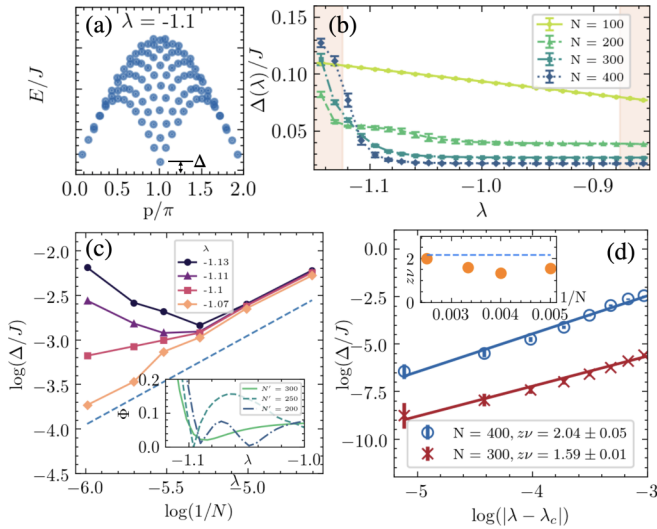 (a) λ = -1.1
E/J
Δ
0.0 0.5 1.0 1.5 2.0
p/π
(b)
Δ(λ)/J
0.15
0.10
0.05
N = 100
N = 200
N = 300
N = 400
-1.1 -1.0 -0.9
λ
(c)
log(Δ/J)
-2.0
-2.5
-3.0
-3.5
-4.0
-4.5
λ
-1.13
-1.11
-1.1
-1.07
Φ
0.2
0.1
0.0
N' = 300
N' = 250
N' = 200
-1.1 λ -1.0
-6.0 -5.5 -5.0
λ
log(1/N)
(d)
log(Δ/J)
0.0
-2.5
-5.0
-7.5
-10.0
zν
2
0
0.003 0.004 0.005
1/N
N = 400, zν = 2.04 ± 0.05
N = 300, zν = 1.59 ± 0.01
-5 -4 -3
log(|λ − λc|)